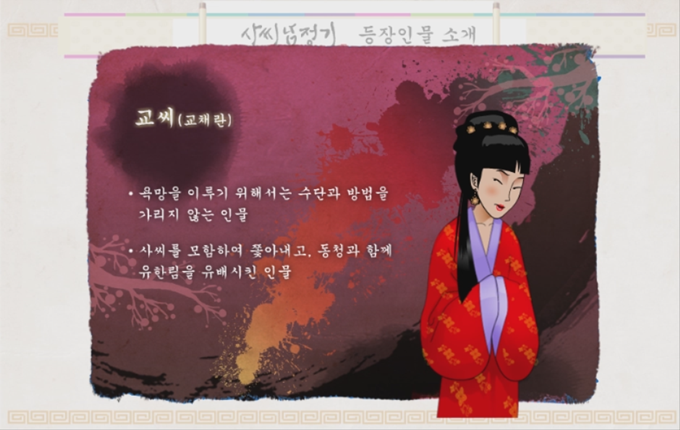 사씨남정기 등장인물 소개
교씨(교채란)
• 욕망을 이루기 위해서는 수단과 방법을
가리지 않는 인물
• 사씨를 모함하여 쫓아내고, 동청과 함께
유한림을 유배시킨 인물